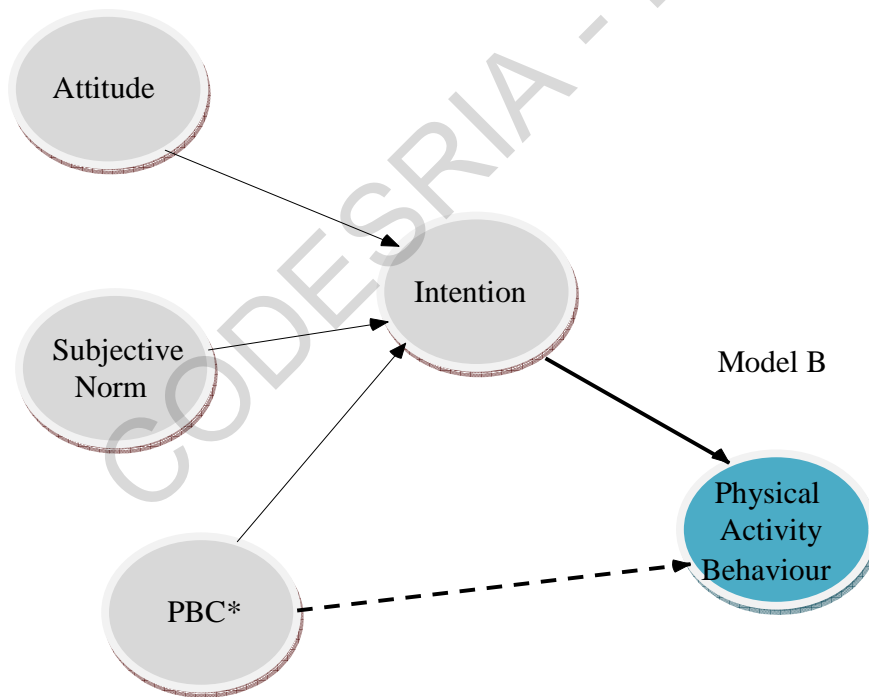 Attitude
Intention
Subjective
Norm
Model B
Physical
Activity
Behaviour
PBC*
CODESRIA -